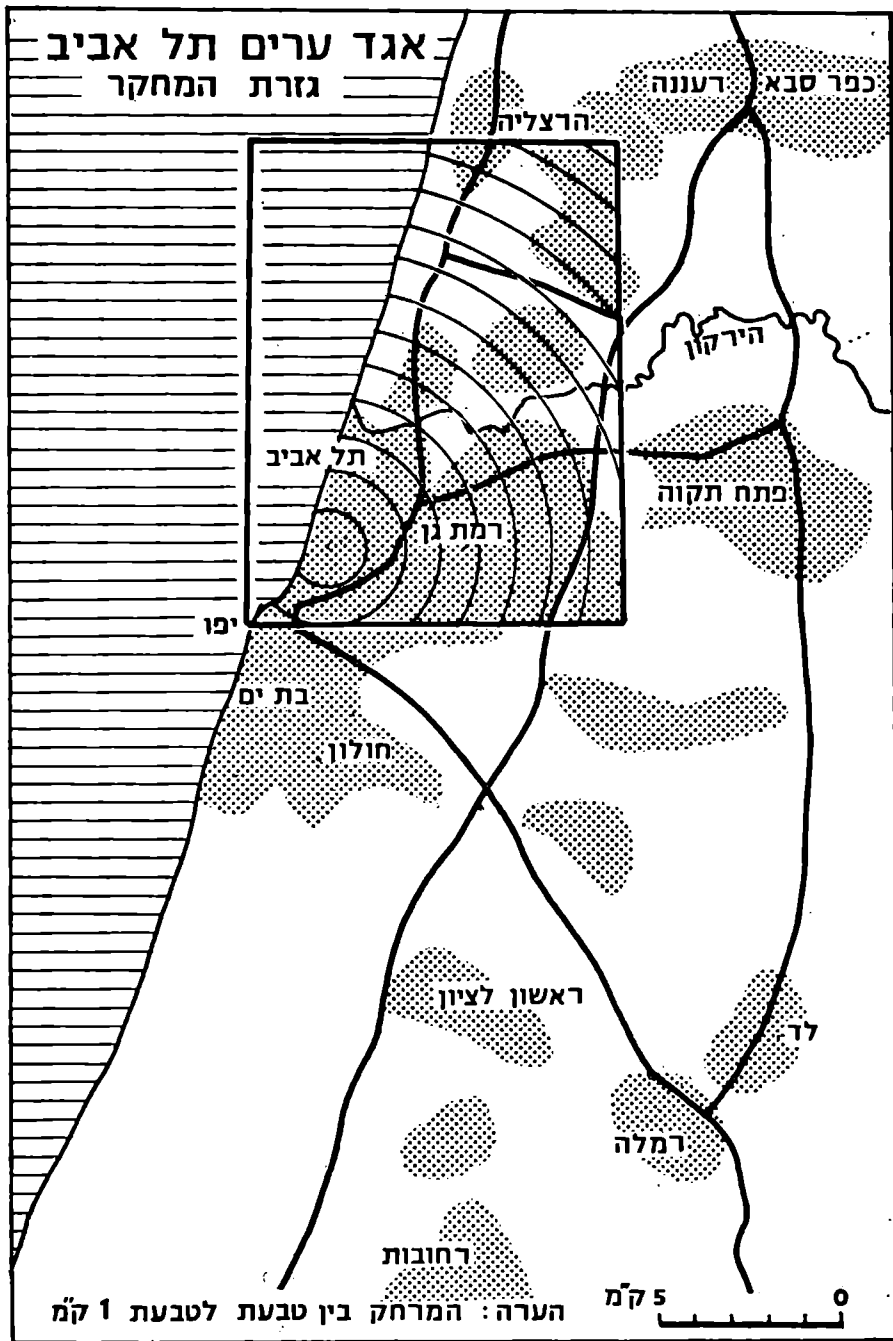 אגד ערים תל אביב
גזרת המחקר
כפר סבא
רעננה
הרצליה
הירקון
תל אביב
פתח תקוה
רמת גן
יפו
בת ים
חולון
ראשון לציון
לד
רמלה
רחובות
הערה: המרחק בין טבעת לטבעת 1 ק"מ
5 ק"מ 0